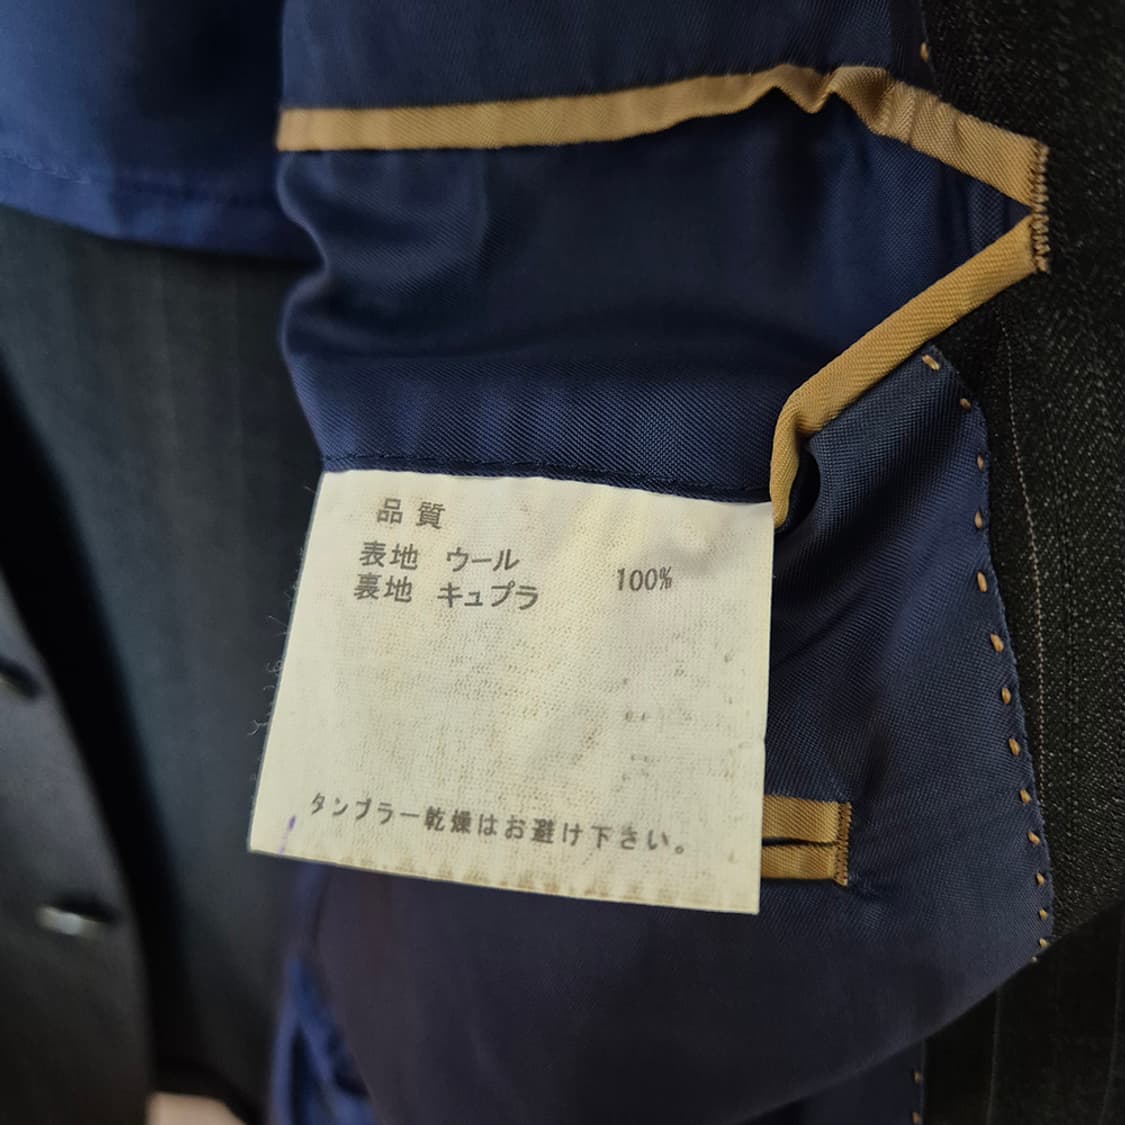 品質
表地 ウール
100%
裏地 キュプラ
タンブラー乾燥はお避け下さい。